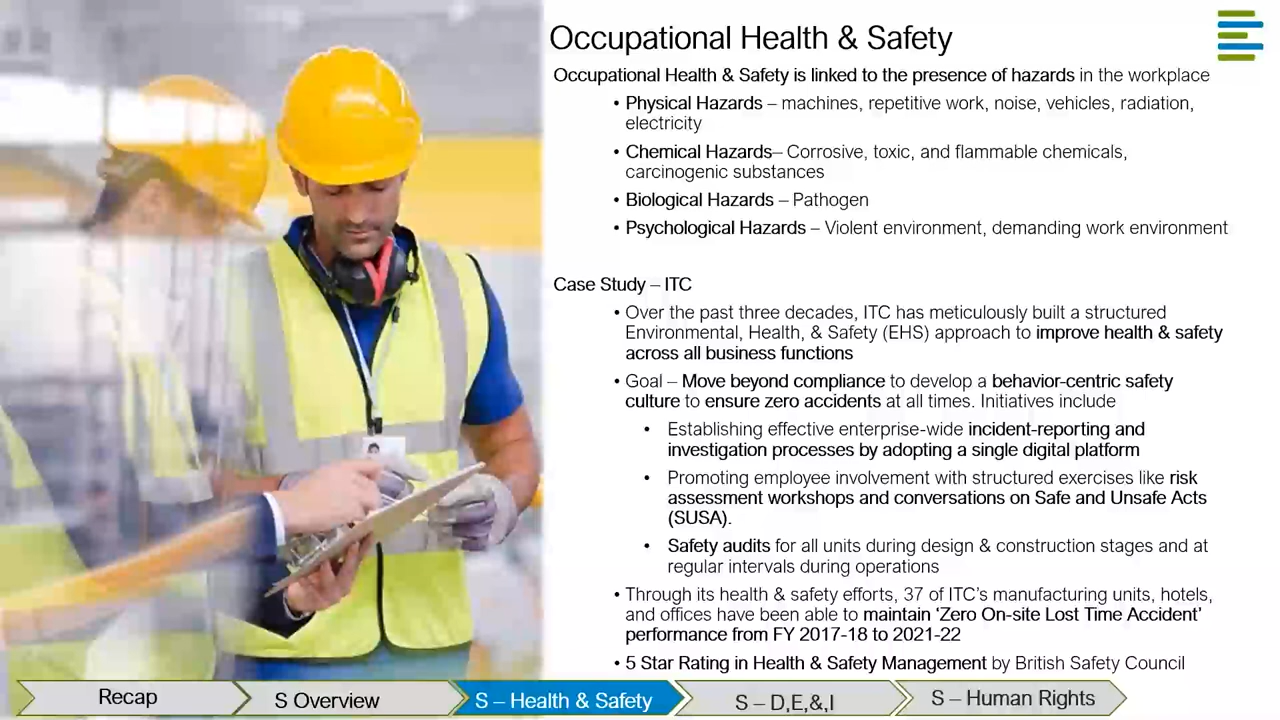 Occupational Health & Safety
Occupational Health & Safety is linked to the presence of hazards in the workplace
• Physical Hazards – machines, repetitive work, noise, vehicles, radiation,
electricity
• Chemical Hazards– Corrosive, toxic, and flammable chemicals,
carcinogenic substances
• Biological Hazards – Pathogen
• Psychological Hazards – Violent environment, demanding work environment
Case Study – ITC
• Over the past three decades, ITC has meticulously built a structured
Environmental, Health, & Safety (EHS) approach to improve health & safety
across all business functions
• Goal – Move beyond compliance to develop a behavior-centric safety
culture to ensure zero accidents at all times. Initiatives include
• Establishing effective enterprise-wide incident-reporting and
investigation processes by adopting a single digital platform
• Promoting employee involvement with structured exercises like risk
assessment workshops and conversations on Safe and Unsafe Acts
(SUSA).
• Safety audits for all units during design & construction stages and at
regular intervals during operations
• Through its health & safety efforts, 37 of ITC's manufacturing units, hotels,
and offices have been able to maintain 'Zero On-site Lost Time Accident'
performance from FY 2017-18 to 2021-22
• 5 Star Rating in Health & Safety Management by British Safety Council
Recap
S Overview
S – Health & Safety
S – D,E,&,I
S – Human Rights